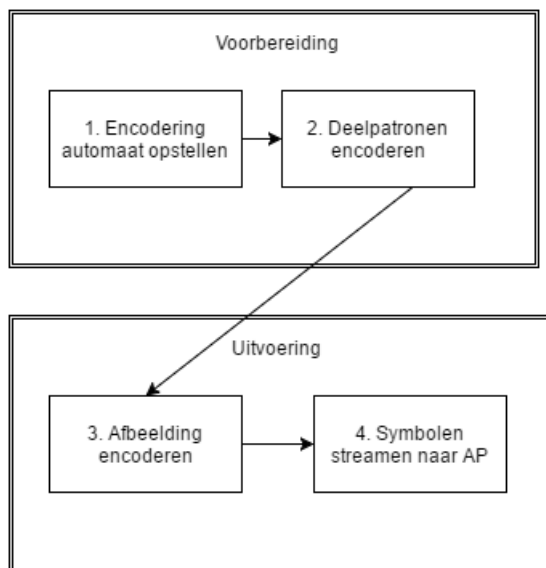 Voorbereiding
1. Encodering
automaat opstellen
2. Deelpatronen
encoderen
Uitvoering
3. Afbeelding
encoderen
4. Symbolen
streamen naar AP